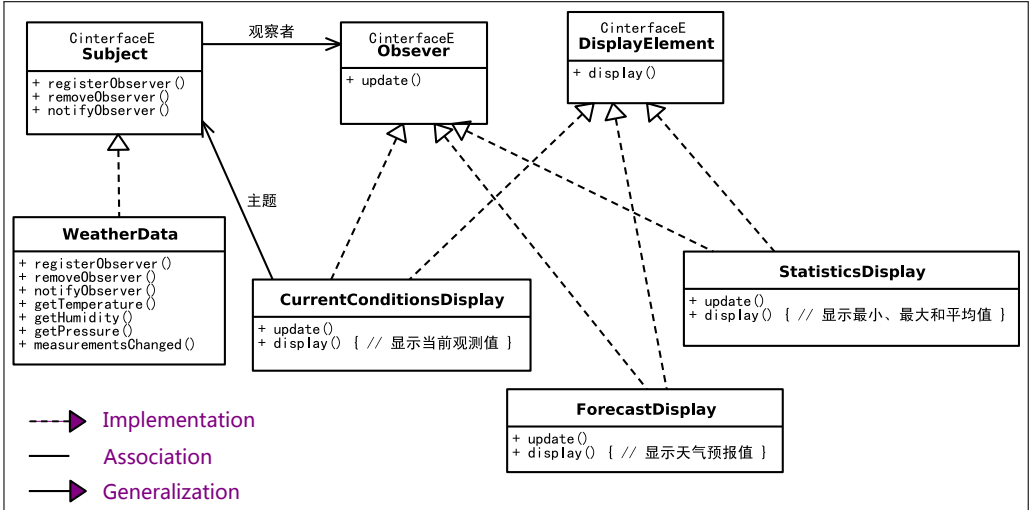 CinterfaceE
Subject
+ registerObserver()
+ removeObserver()
+ notifyObserver()
观察者
CinterfaceE
Obsever
+ update()
CinterfaceE
DisplayElement
+ display()
主题
WeatherData
+ registerObserver()
+ removeObserver()
+ notifyObserver()
+ getTemperature()
+ getHumidity()
+ getPressure()
+ measurementsChanged()
CurrentConditionsDisplay
+ update()
+ display() { // 显示当前观测值 }
StatisticsDisplay
+ update()
+ display() { // 显示最小、最大和平均值 }
ForecastDisplay
+ update()
+ display() { // 显示天气预报值 }
Implementation
Association
Generalization